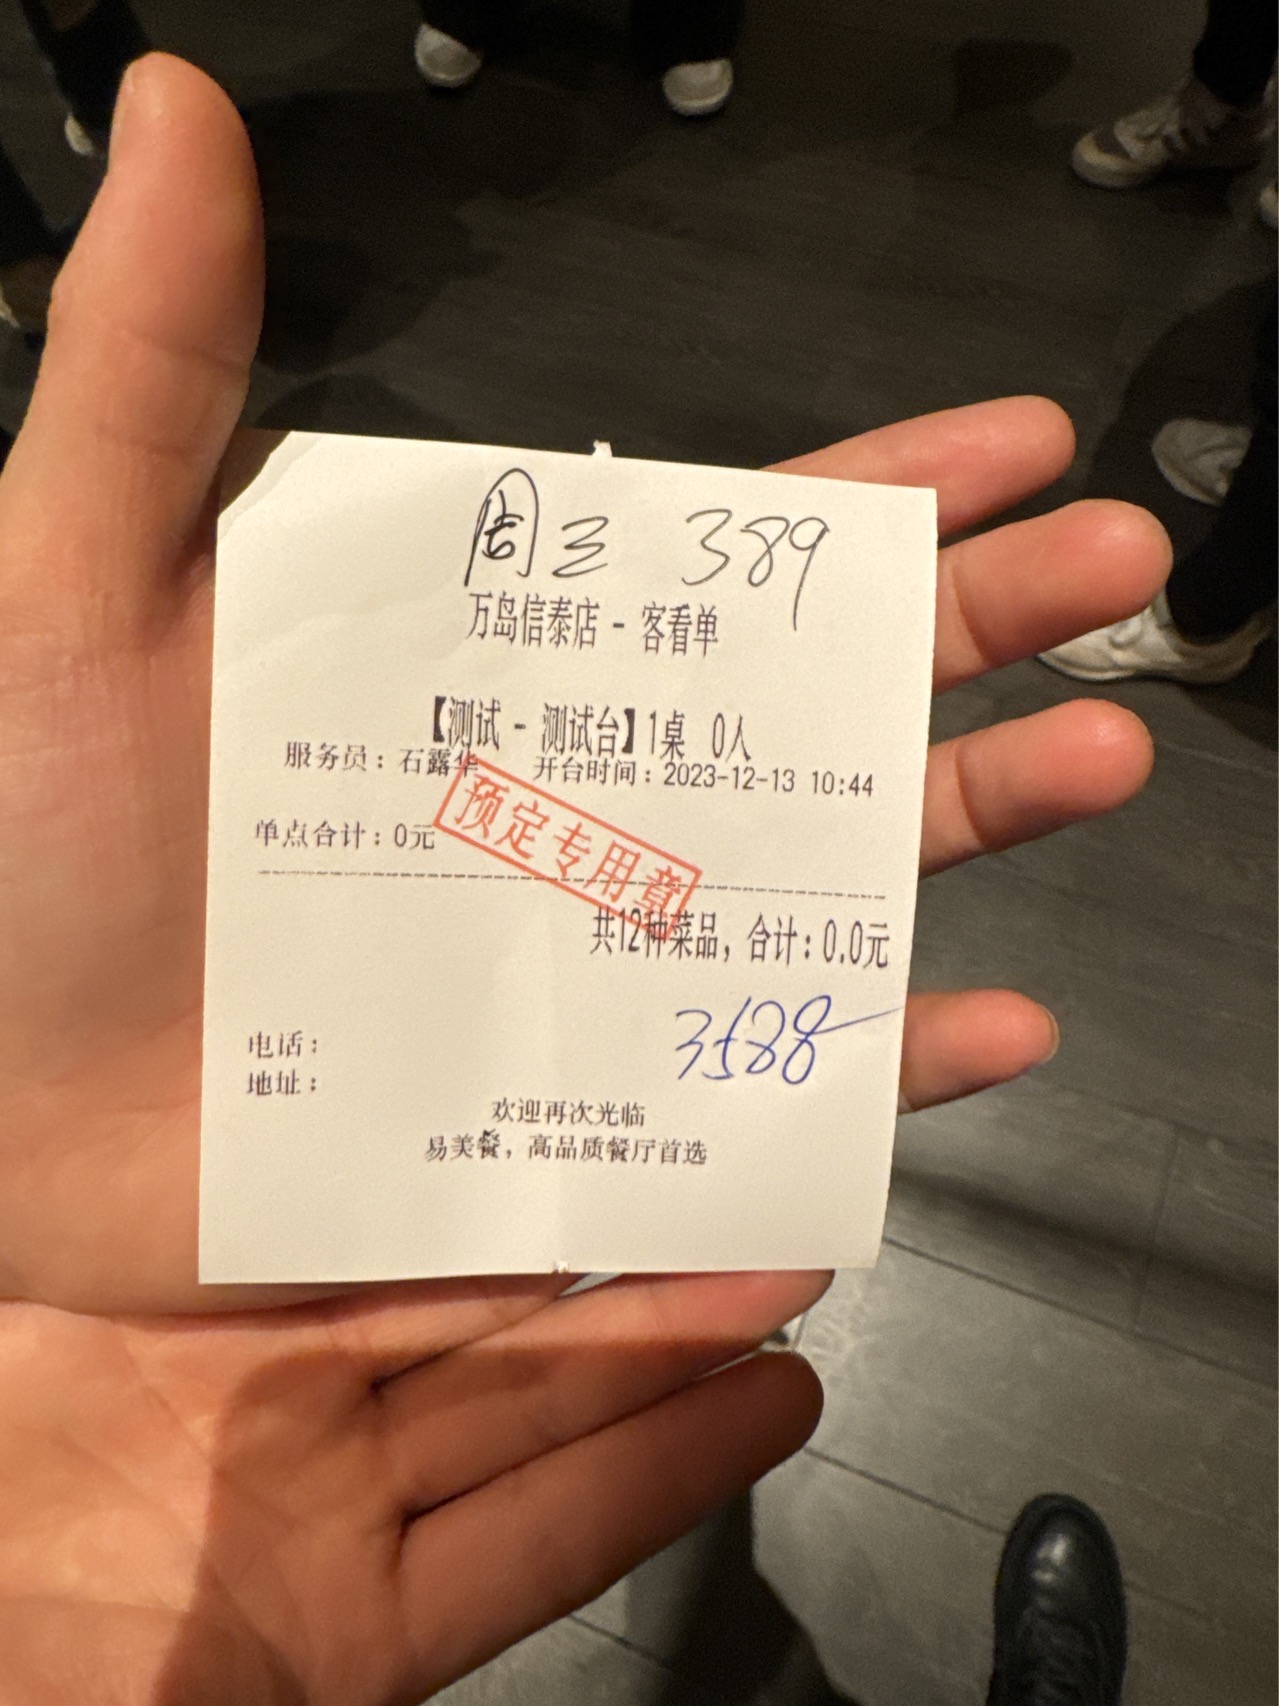 周三 389
万岛信泰店 - 客看单
【测试 - 测试台】1桌 0人
服务员：石露华 开台时间：2023-12-13 10:44
预定专用章
单点合计：0元
共12种菜品，合计：0.0元
3588
电话：
地址：
欢迎再次光临
易美餐，高品质餐厅首选